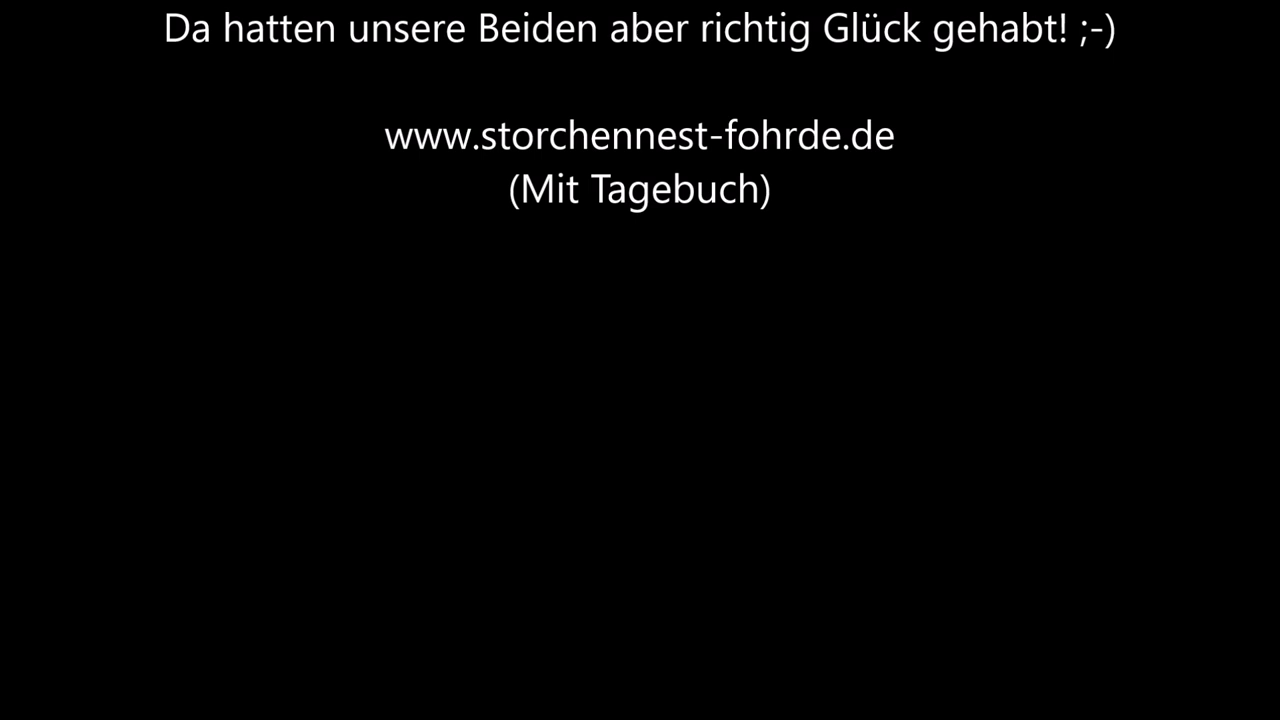 Da hatten unsere Beiden aber richtig Glück gehabt! ;-)
www.storchennest-fohrde.de
(Mit Tagebuch)